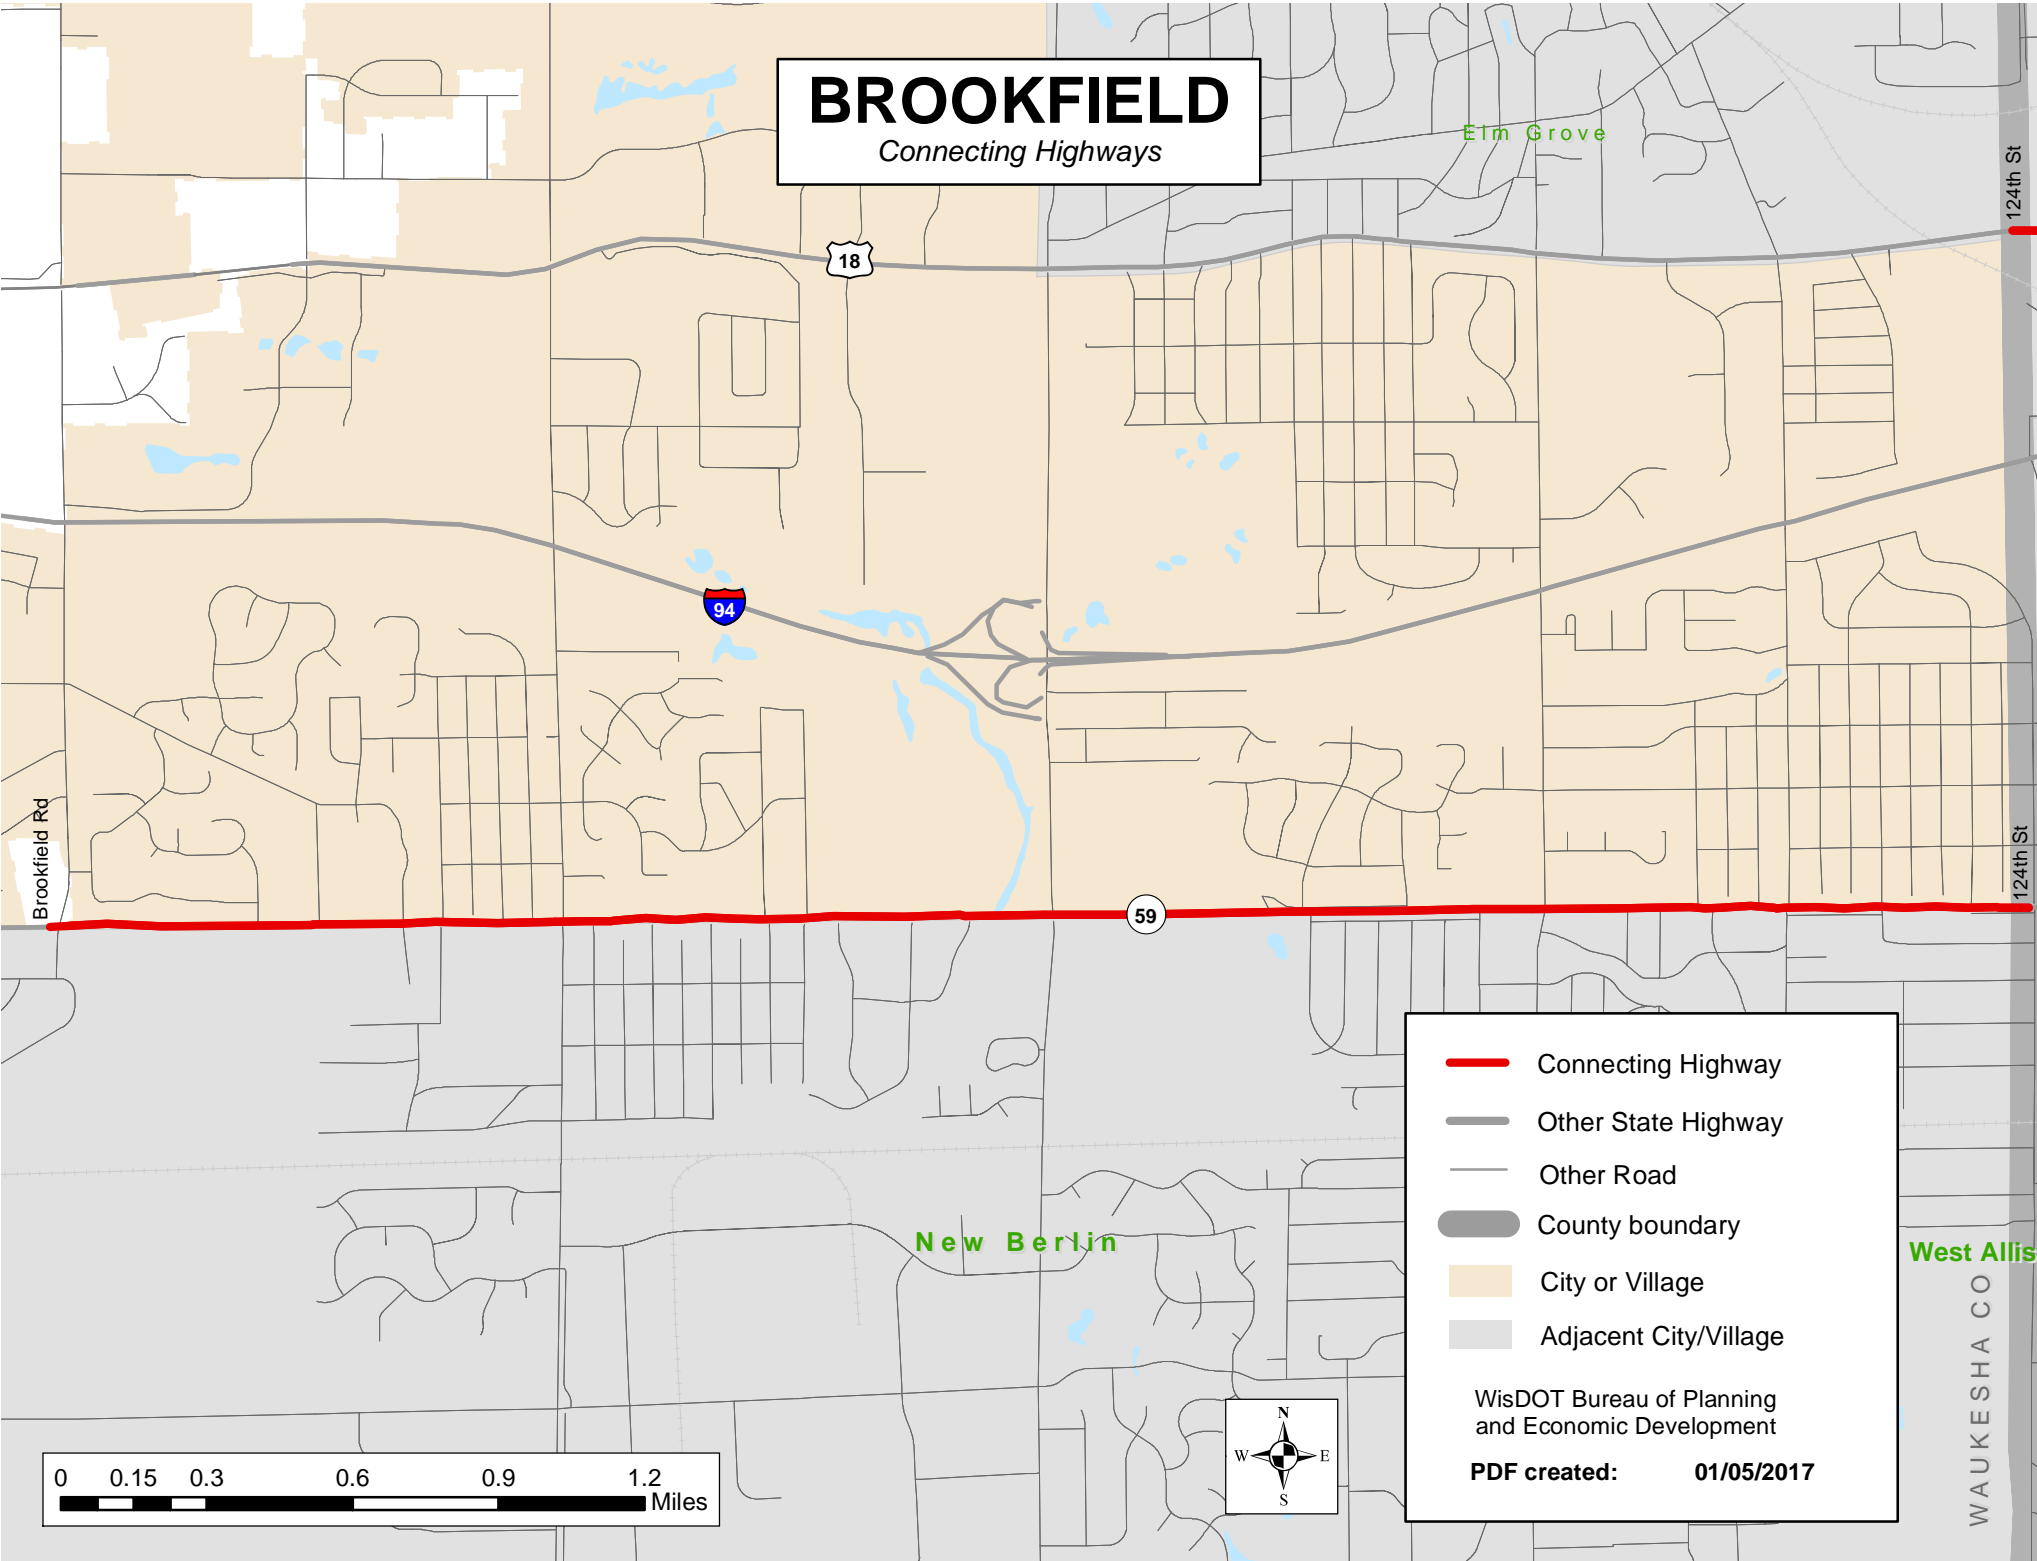 BROOKFIELD
Connecting Highways
Elm Grove
124th St
18
94
Brookfield Rd
124th St
59
Connecting Highway
Other State Highway
Other Road
County boundary
City or Village
Adjacent City/Village
WisDOT Bureau of Planning
and Economic Development
PDF created: 01/05/2017
New Berlin
West Allis
WAUKESHA CO
N
W E
S
0 0.15 0.3 0.6 0.9 1.2
Miles